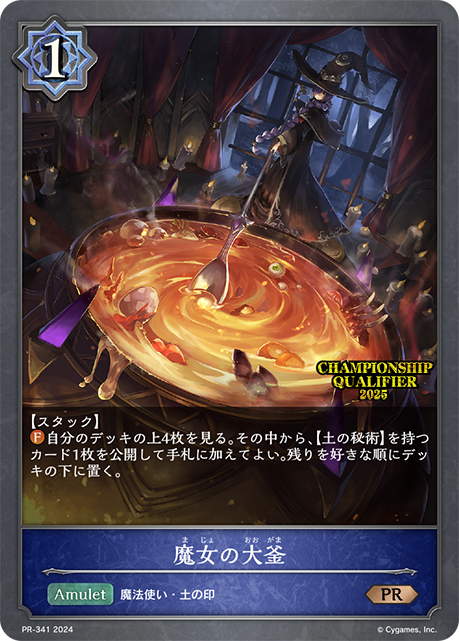 1
CHAMPIONSHIP
QUALIFIER
2025
【スタック】
F 自分のデッキの上4枚を見る。その中から、【土の秘術】を持つ
カード1枚を公開して手札に加えてよい。残りを好きな順にデッ
キの下に置く。
まじょ おおがま
魔女の大釜
Amulet 魔法使い・土の印 PR
PR-341 2024 © Cygames, Inc.